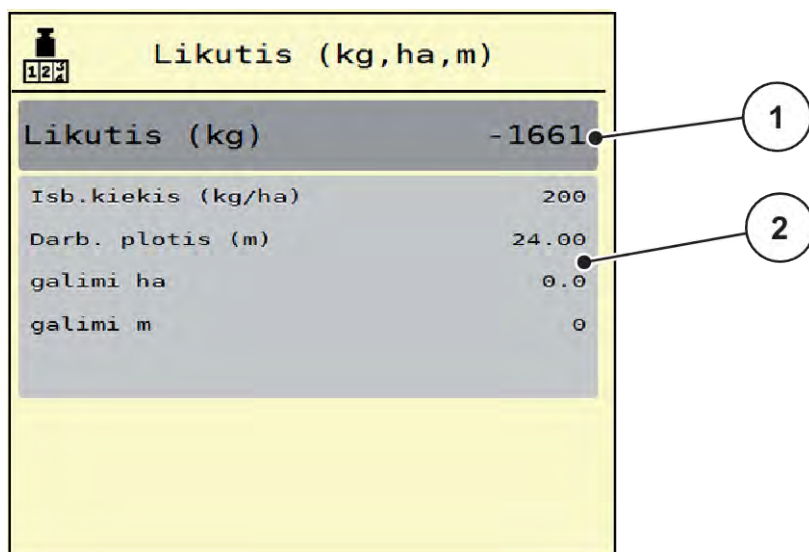 Likutis (kg,ha,m)
Likutis (kg) -1661
Isb.kiekis (kg/ha) 200
Darb. plotis (m) 24.00
galimi ha 0.0
galimi m 0
1
2